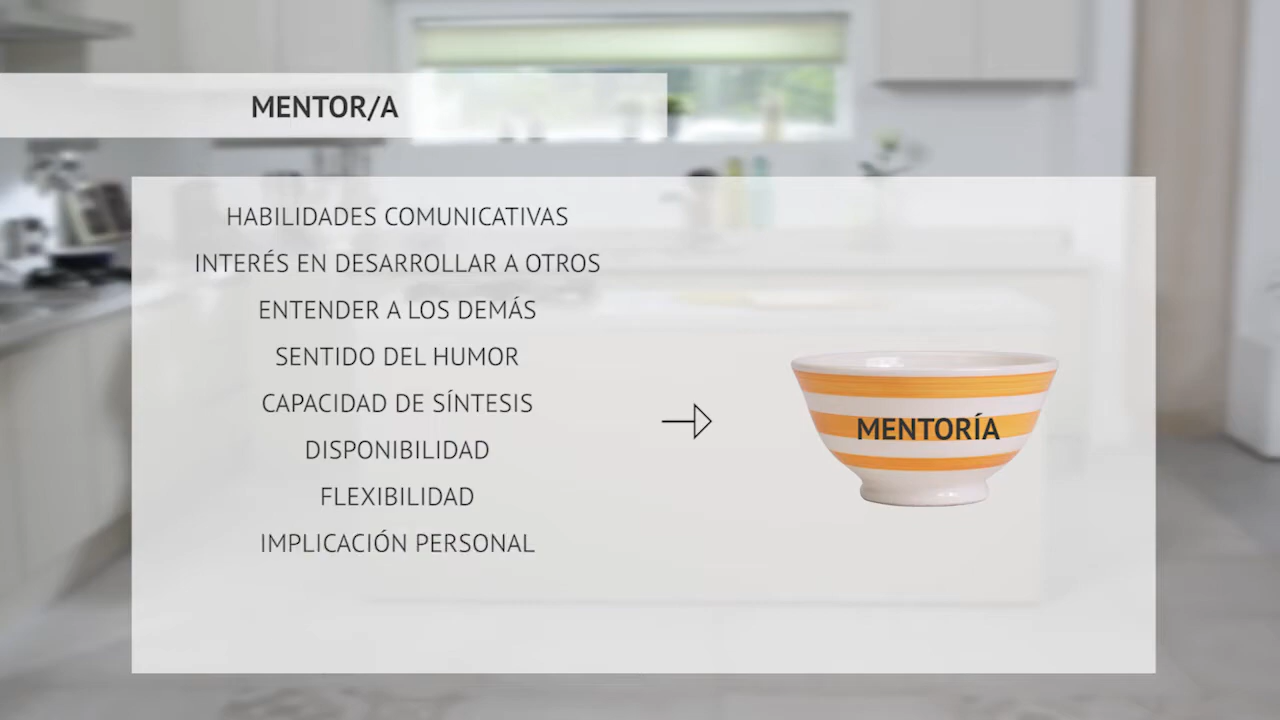 MENTOR/A
HABILIDADES COMUNICATIVAS
INTERÉS EN DESARROLLAR A OTROS
ENTENDER A LOS DEMÁS
SENTIDO DEL HUMOR
CAPACIDAD DE SÍNTESIS
DISPONIBILIDAD
FLEXIBILIDAD
IMPLICACIÓN PERSONAL
MENTORÍA